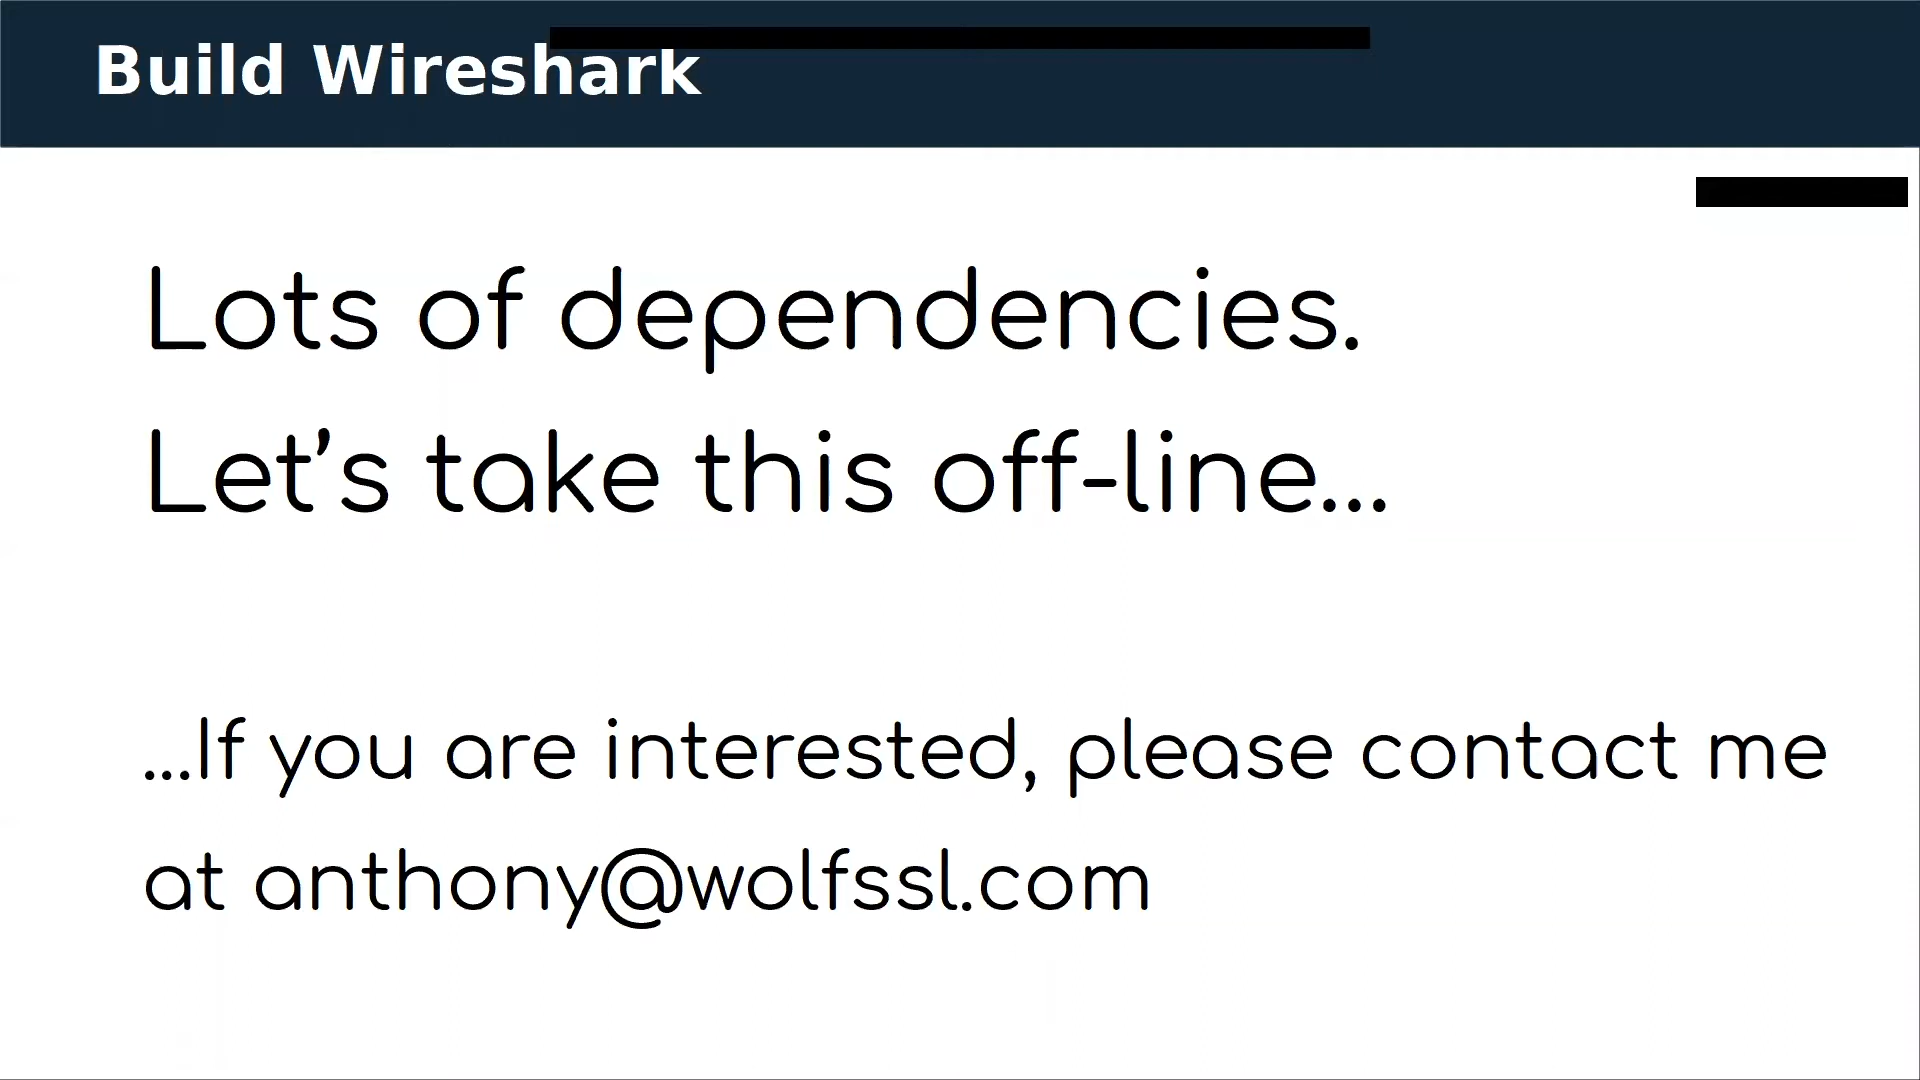 Build Wireshark
Lots of dependencies.
Let’s take this off-line...
...If you are interested, please contact me
at anthony@wolfssl.com